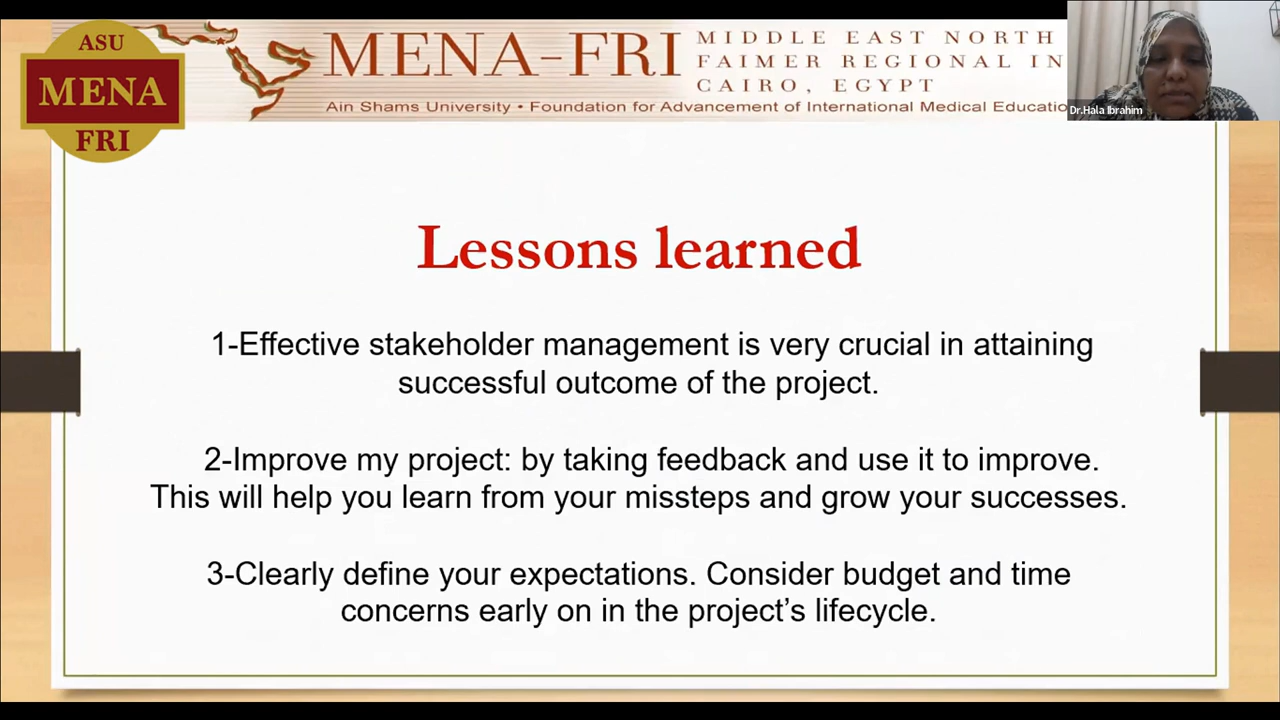 ASU
MENA
FRI
MENA-FRI
MIDDLE EAST NORTH
FAIMER REGIONAL IN
CAIRO, EGYPT
Ain Shams University • Foundation for Advancement of International Medical Educatio
Dr.Hala Ibrahim
Lessons learned
1-Effective stakeholder management is very crucial in attaining
successful outcome of the project.
2-Improve my project: by taking feedback and use it to improve.
This will help you learn from your missteps and grow your successes.
3-Clearly define your expectations. Consider budget and time
concerns early on in the project’s lifecycle.